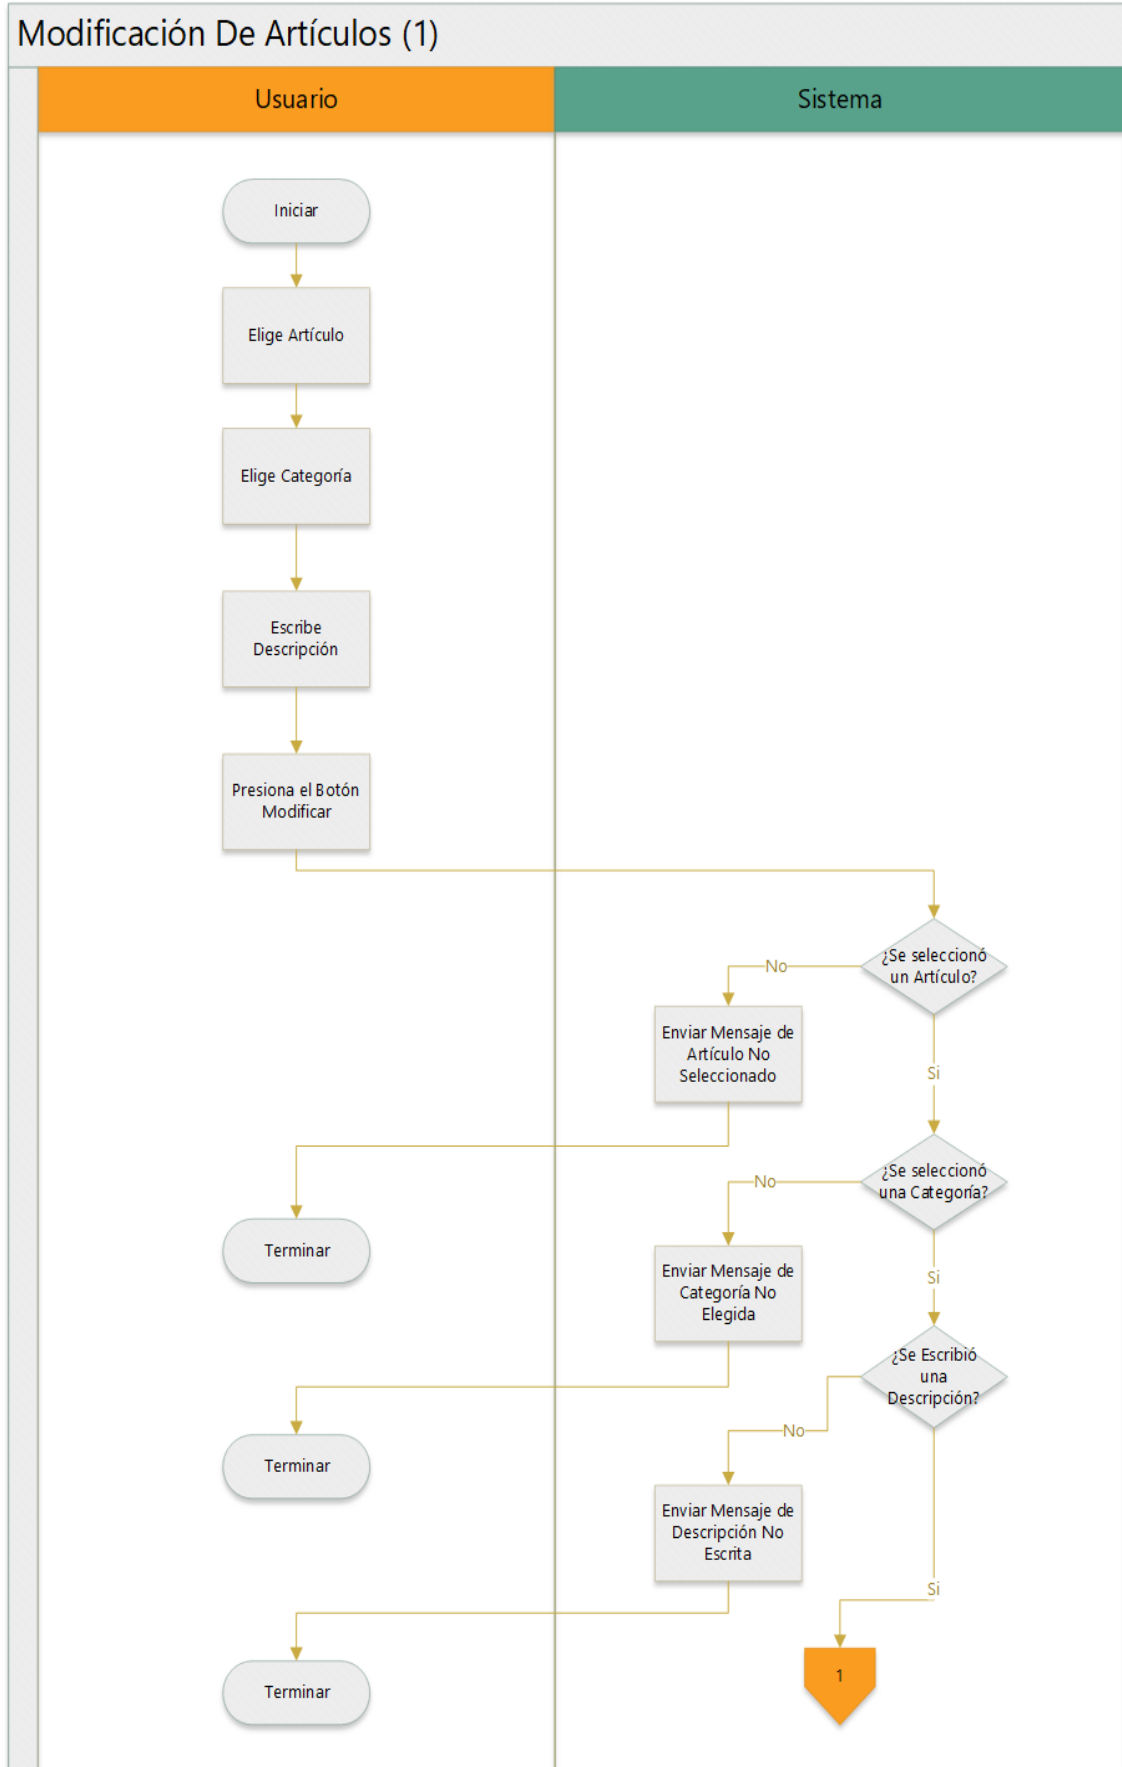 Modificación De Artículos (1)
Usuario
Sistema
Iniciar
Elige Artículo
Elige Categoría
Escribe
Descripción
Presiona el Botón
Modificar
¿Se seleccionó
un Artículo?
No
Enviar Mensaje de
Artículo No
Seleccionado
Si
¿Se seleccionó
una Categoría?
No
Terminar
Enviar Mensaje de
Categoría No
Elegida
Si
¿Se Escribió
una
Descripción?
No
Terminar
Enviar Mensaje de
Descripción No
Escrita
Si
1
Terminar